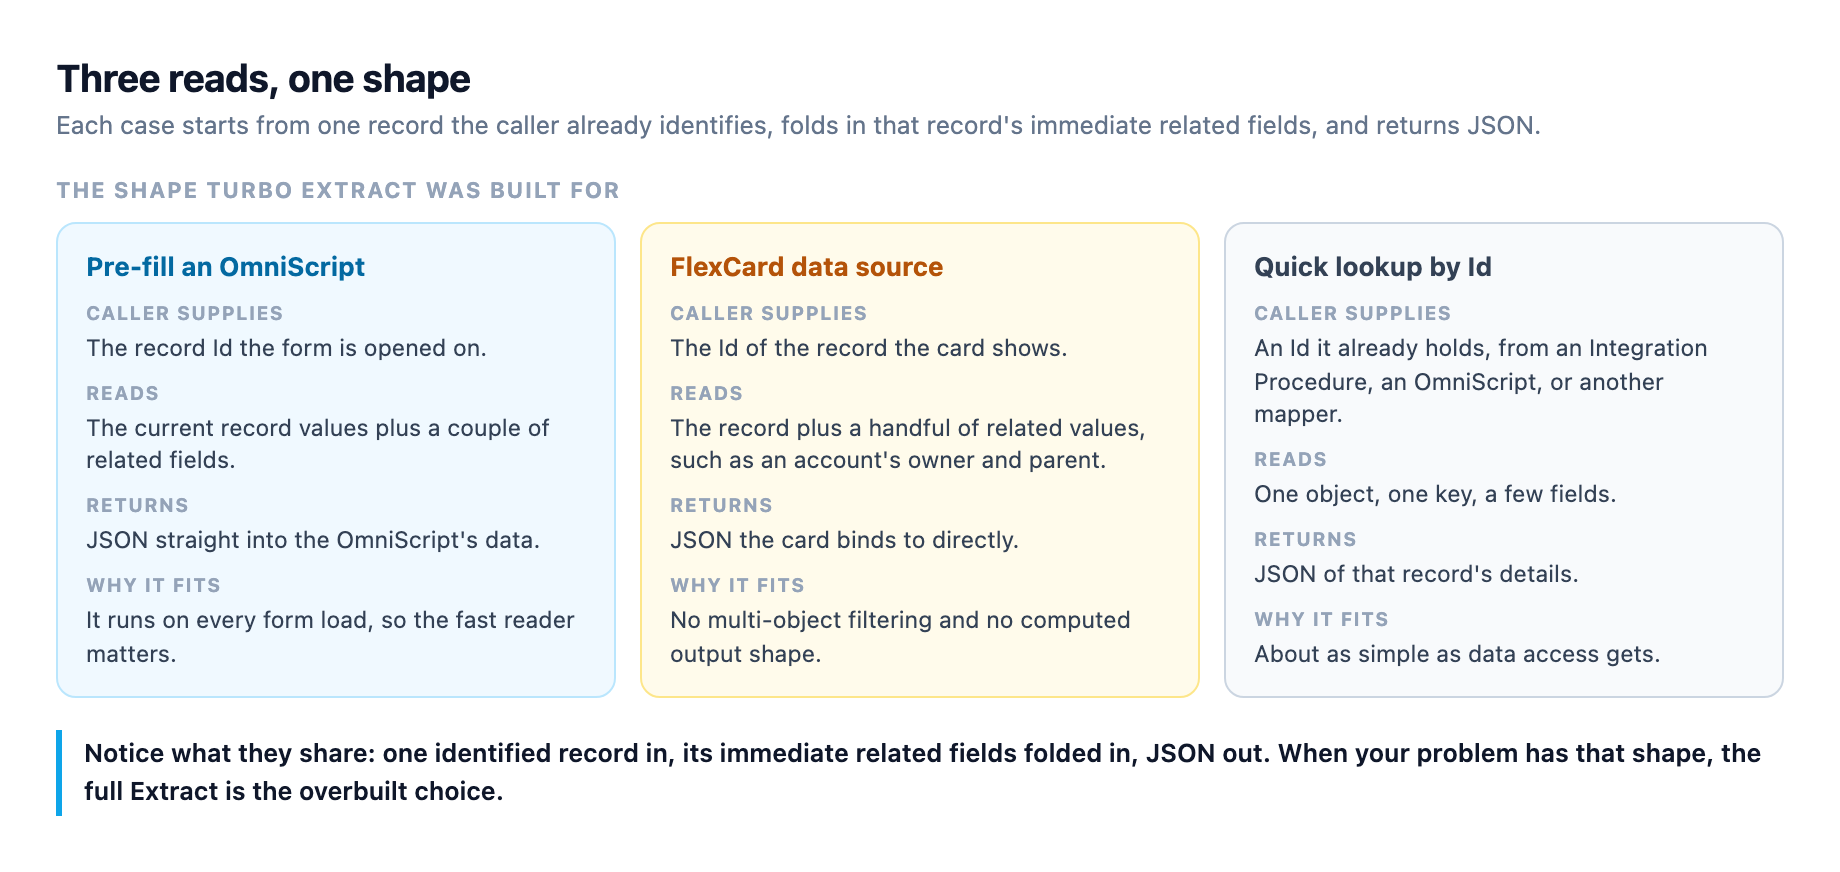 Three reads, one shape
Each case starts from one record the caller already identifies, folds in that record's immediate related fields, and returns JSON.
THE SHAPE TURBO EXTRACT WAS BUILT FOR
Pre-fill an OmniScript
CALLER SUPPLIES
The record Id the form is opened on.
READS
The current record values plus a couple of
related fields.
RETURNS
JSON straight into the OmniScript's data.
WHY IT FITS
It runs on every form load, so the fast reader
matters.
FlexCard data source
CALLER SUPPLIES
The Id of the record the card shows.
READS
The record plus a handful of related values,
such as an account's owner and parent.
RETURNS
JSON the card binds to directly.
WHY IT FITS
No multi-object filtering and no computed
output shape.
Quick lookup by Id
CALLER SUPPLIES
An Id it already holds, from an Integration
Procedure, an OmniScript, or another
mapper.
READS
One object, one key, a few fields.
RETURNS
JSON of that record's details.
WHY IT FITS
About as simple as data access gets.
Notice what they share: one identified record in, its immediate related fields folded in, JSON out. When your problem has that shape, the
full Extract is the overbuilt choice.